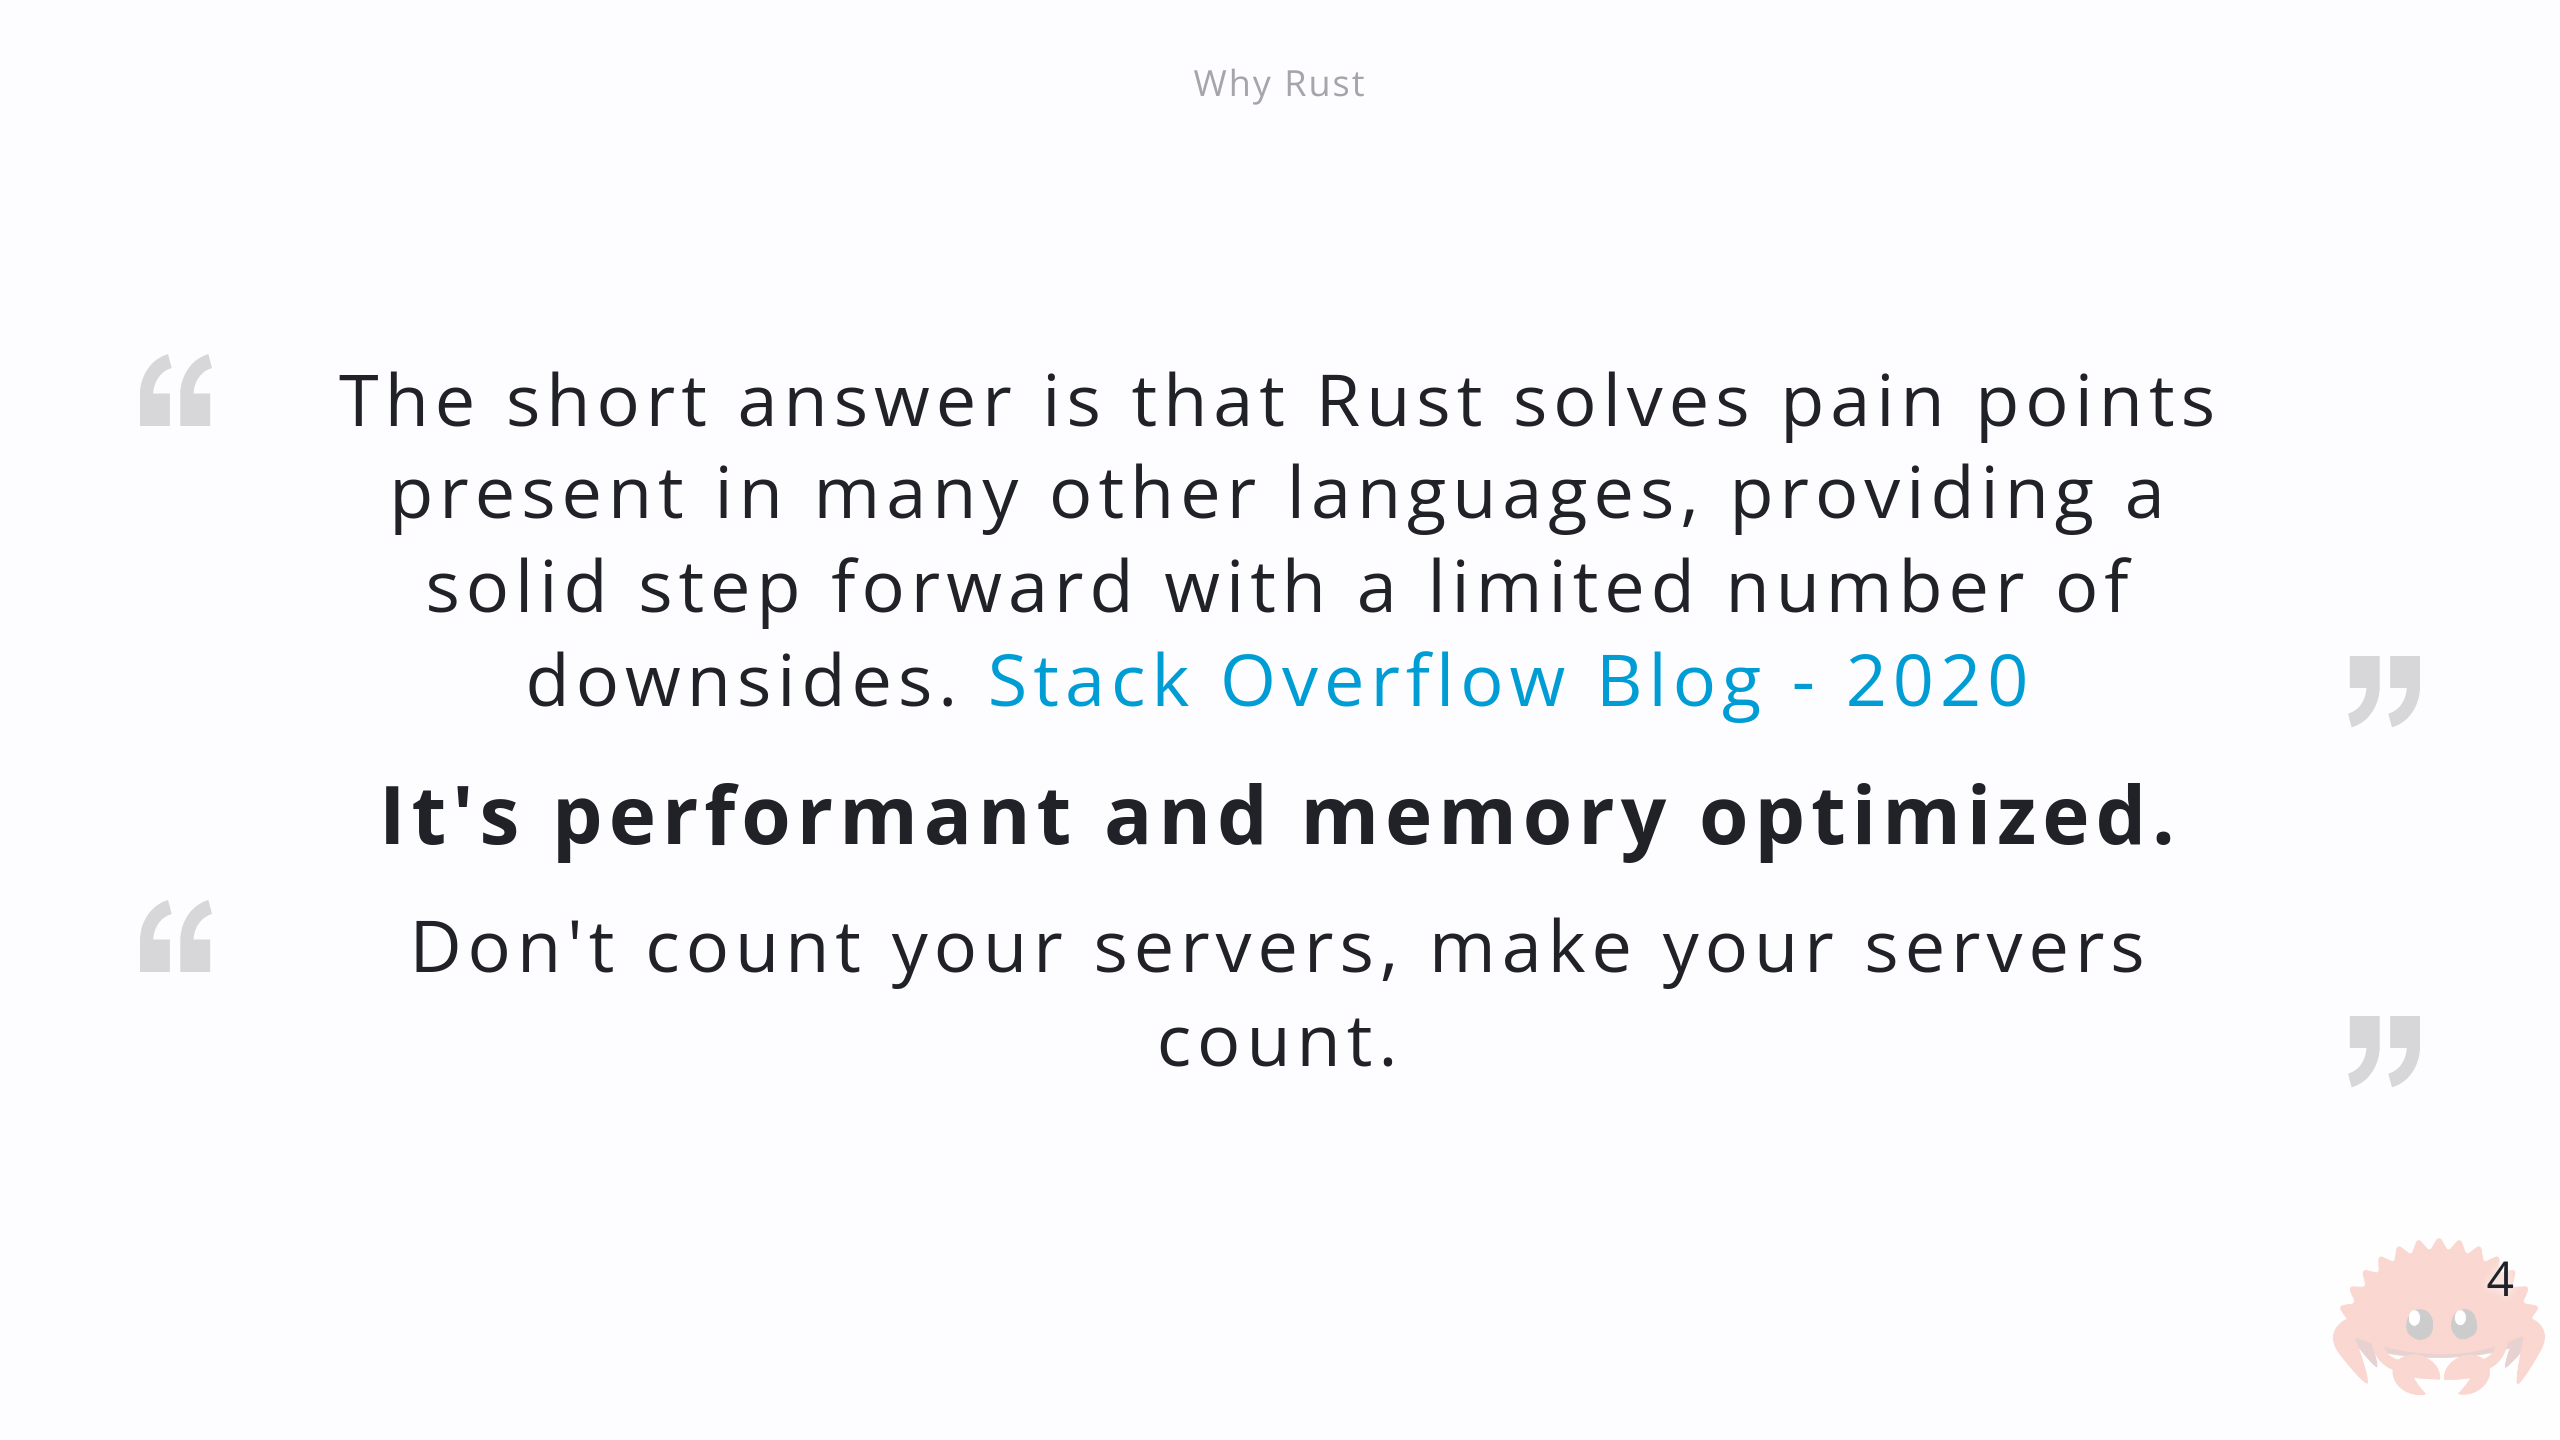 Why Rust
“ The short answer is that Rust solves pain points
present in many other languages, providing a
solid step forward with a limited number of
downsides. Stack Overflow Blog - 2020 ”
It's performant and memory optimized.
“ Don't count your servers, make your servers
count. ”
4